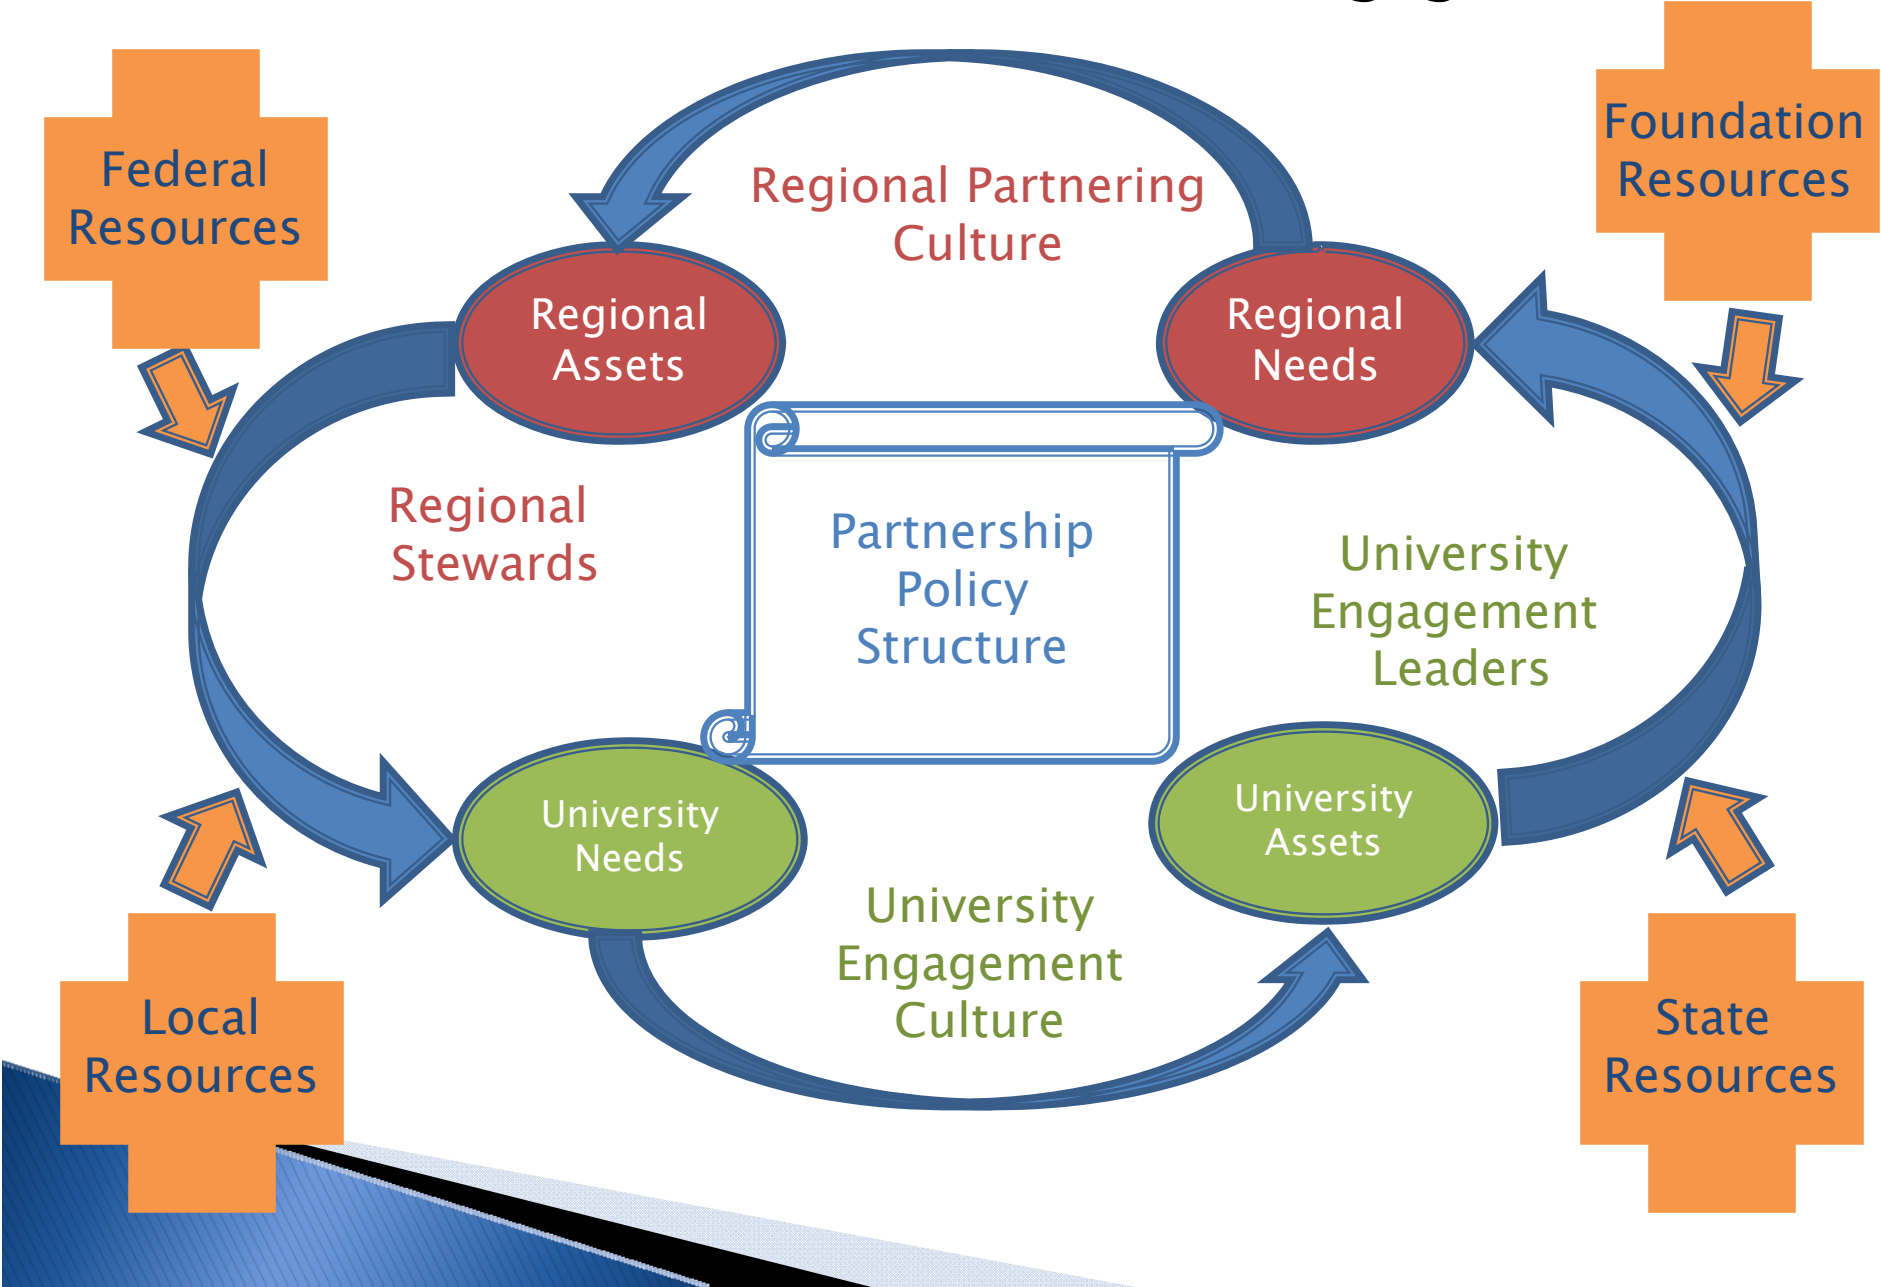 Federal
Resources
Foundation
Resources
Regional Partnering
Culture
Regional
Assets
Regional
Needs
Regional
Stewards
Partnership
Policy
Structure
University
Engagement
Leaders
University
Needs
University
Assets
University
Engagement
Culture
Local
Resources
State
Resources